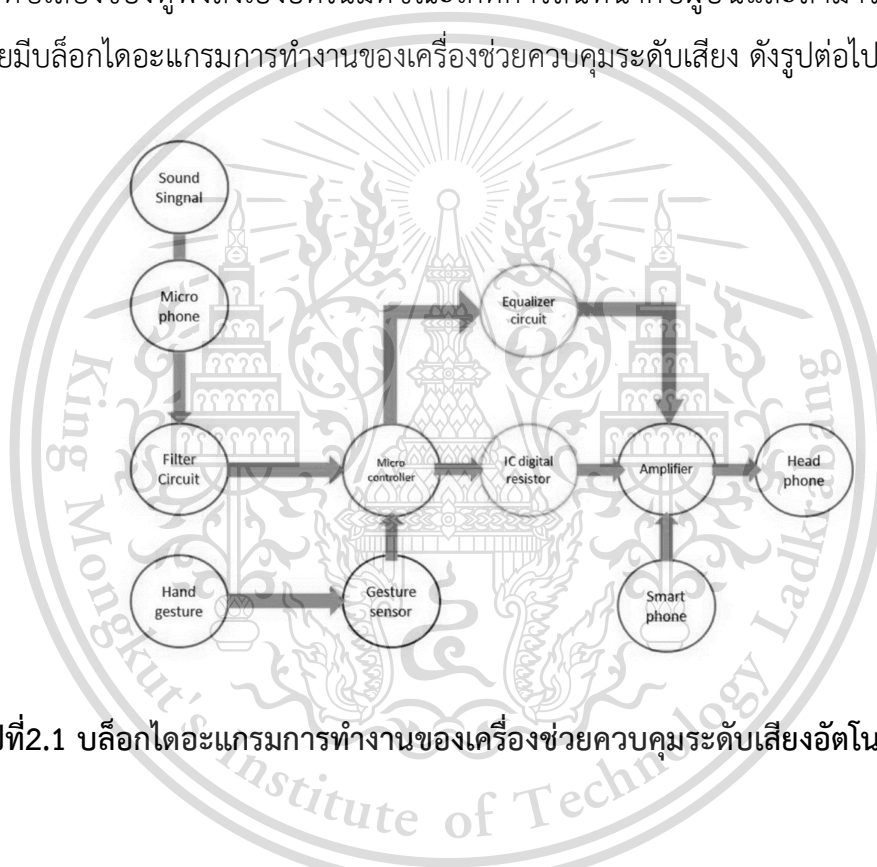 ยมีบล็อกไดอะแกรมการทำงานของเครื่องช่วยควบคุมระดับเสียง ดังรูปต่อไป
Sound
Singnal
Micro
phone
Equalizer
circuit
Filter
Circuit
Micro
controller
IC digital
resistor
Amplifier
Head
phone
Hand
gesture
Gesture
sensor
Smart
phone
ที่2.1 บล็อกไดอะแกรมการทำงานของเครื่องช่วยควบคุมระดับเสียงอัตโน
King Mongkut's Institute of Technology Ladkrabang